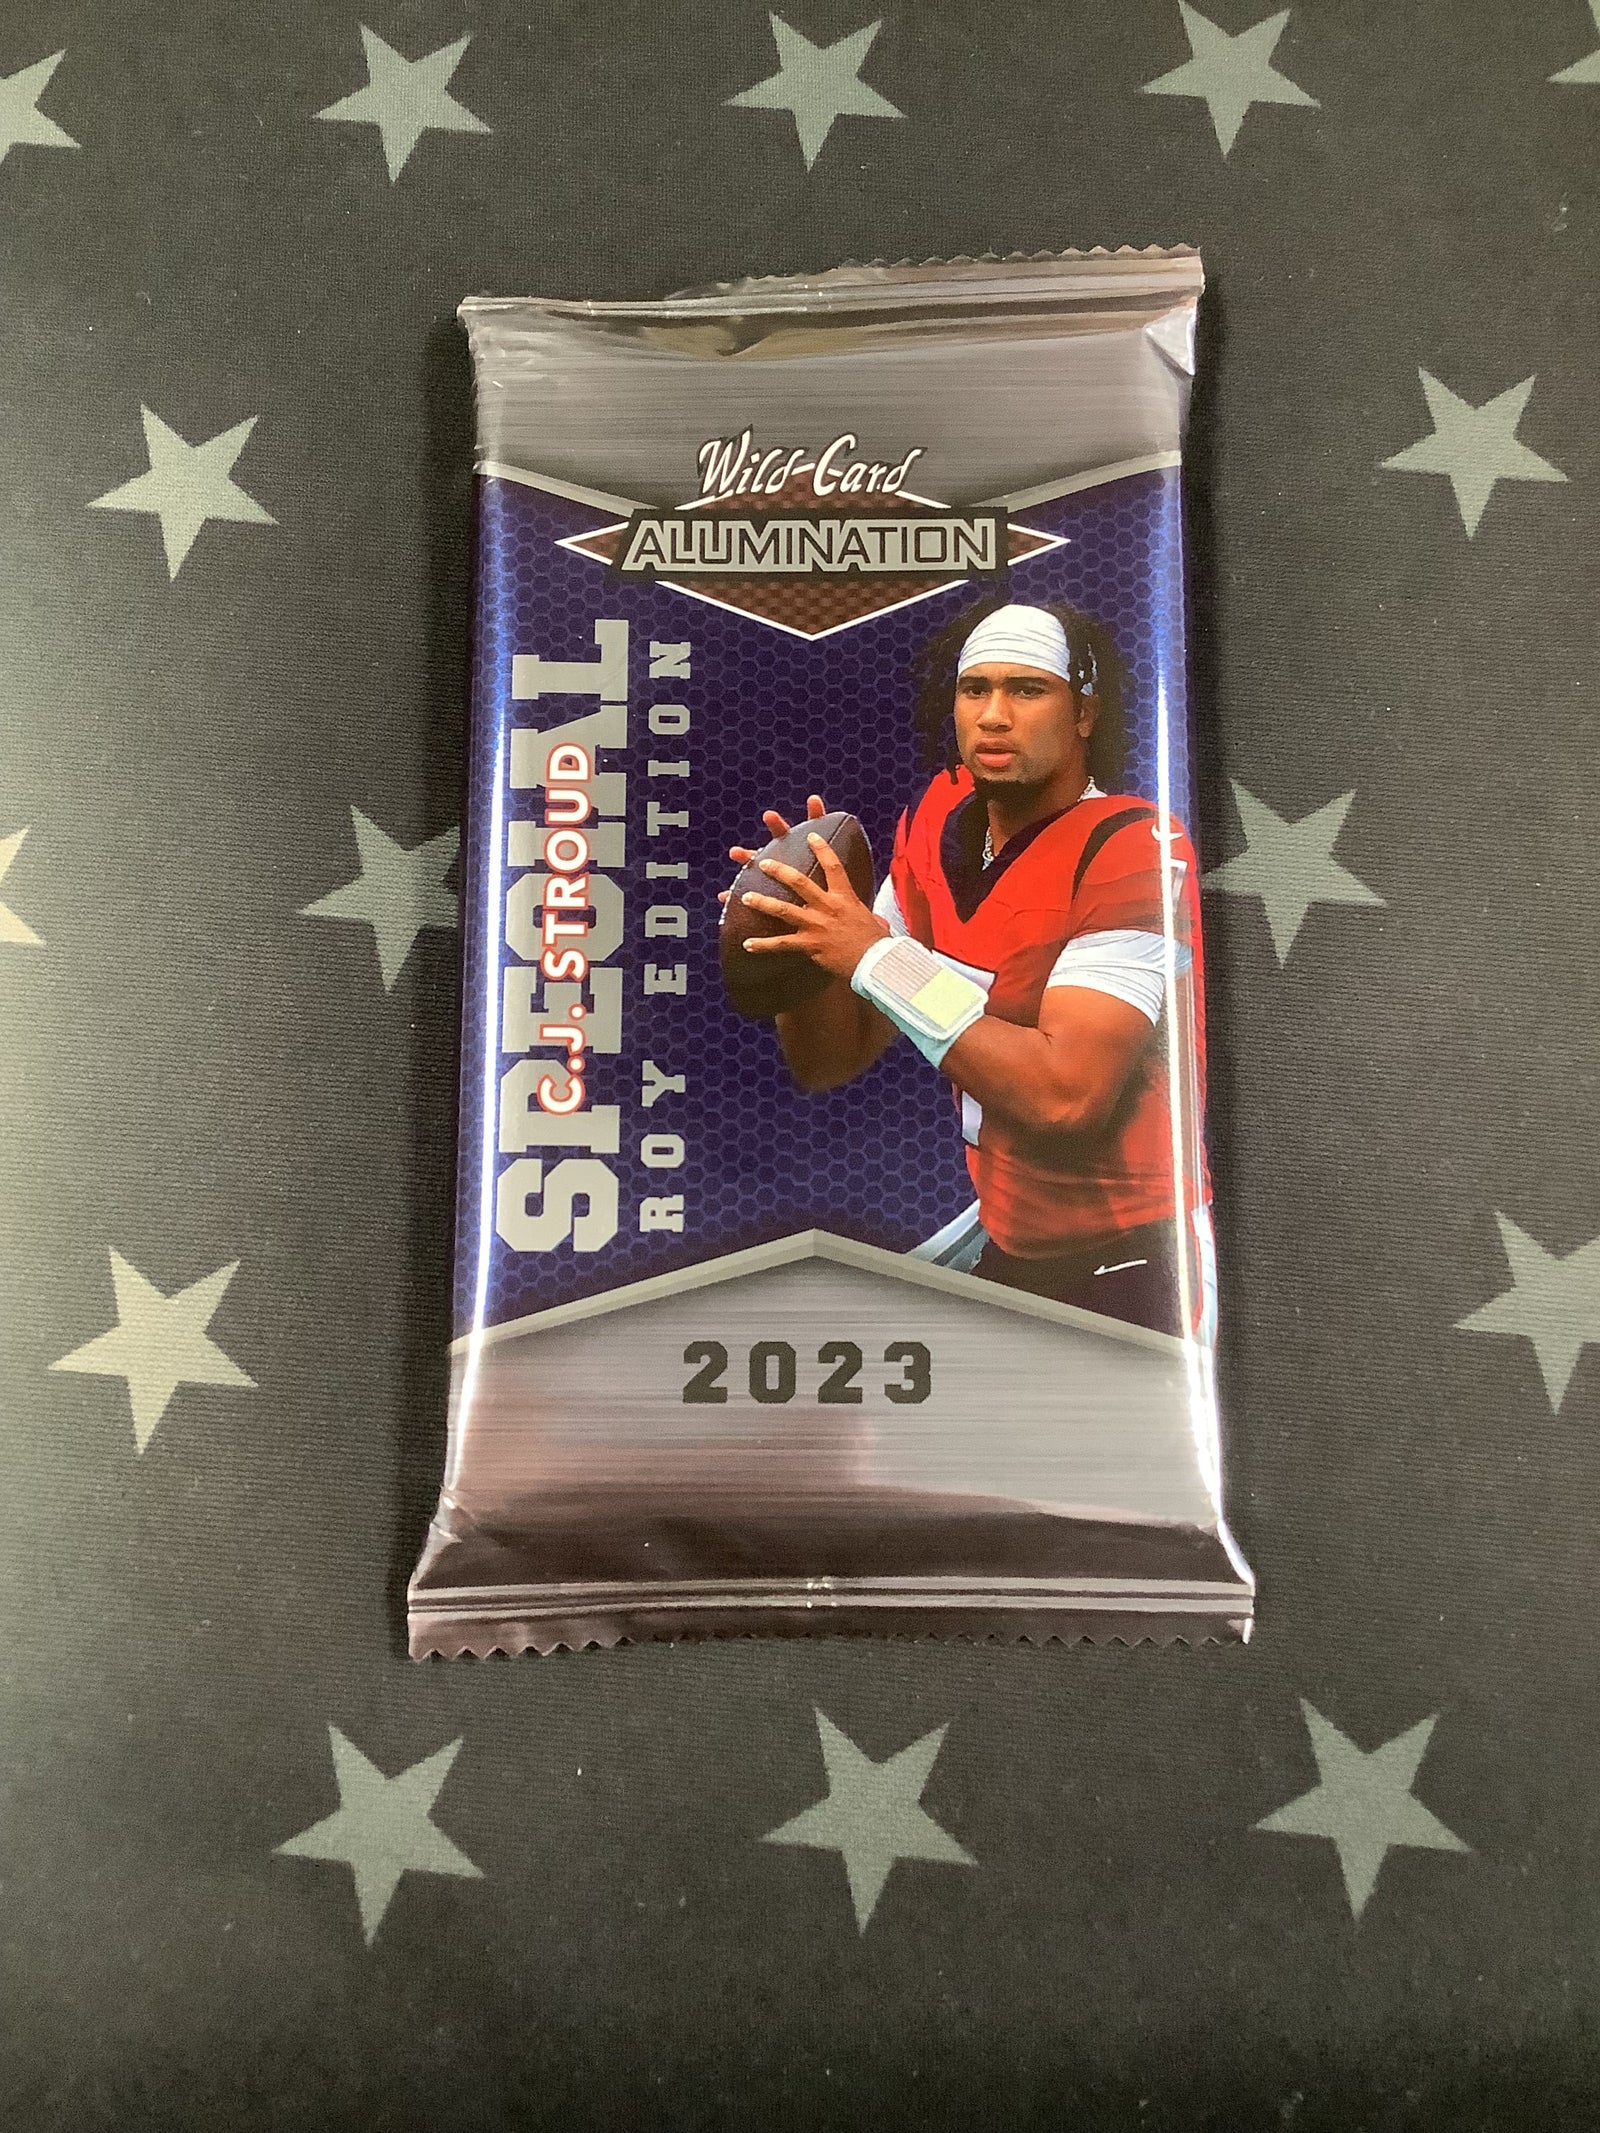 Wild-Card
ALUMINATION
SPECIAL
C.J. STROUD
ROY EDITION
2023